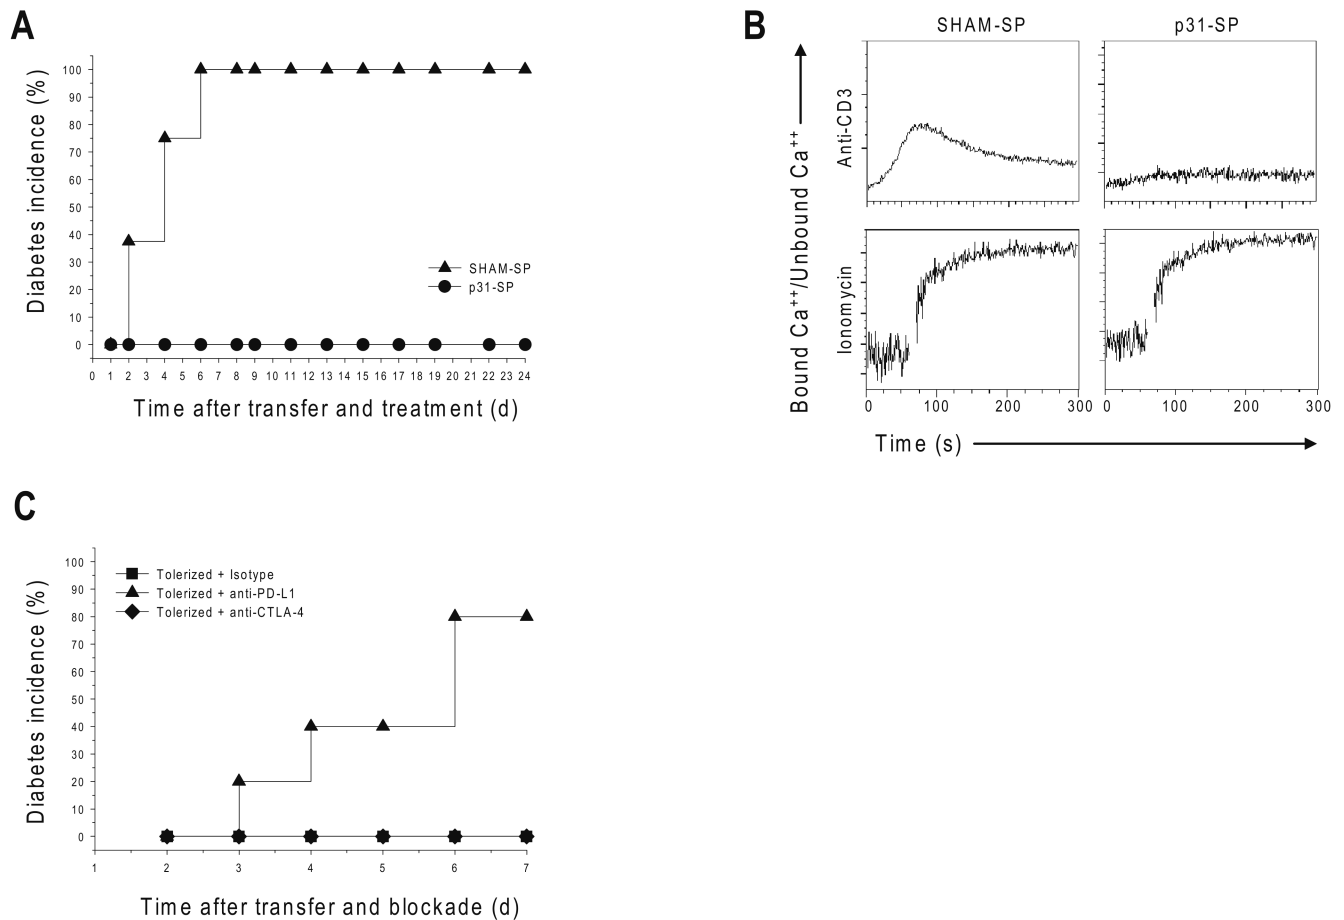 A
Diabetes incidence (%)
100
90
80
70
60
50
40
30
20
10
0
0 1 2 3 4 5 6 7 8 9 10 11 12 13 14 15 16 17 18 19 20 21 22 23 24
Time after transfer and treatment (d)
SHAM-SP
p31-SP
B
SHAM-SP p31-SP
Bound Ca++/Unbound Ca++
Anti-CD3
Ionomycin
0 100 200 300 0 100 200 300
Time (s)
C
Diabetes incidence (%)
100
90
80
70
60
50
40
30
20
10
0
Tolerized + Isotype
Tolerized + anti-PD-L1
Tolerized + anti-CTLA-4
1 2 3 4 5 6 7
Time after transfer and blockade (d)